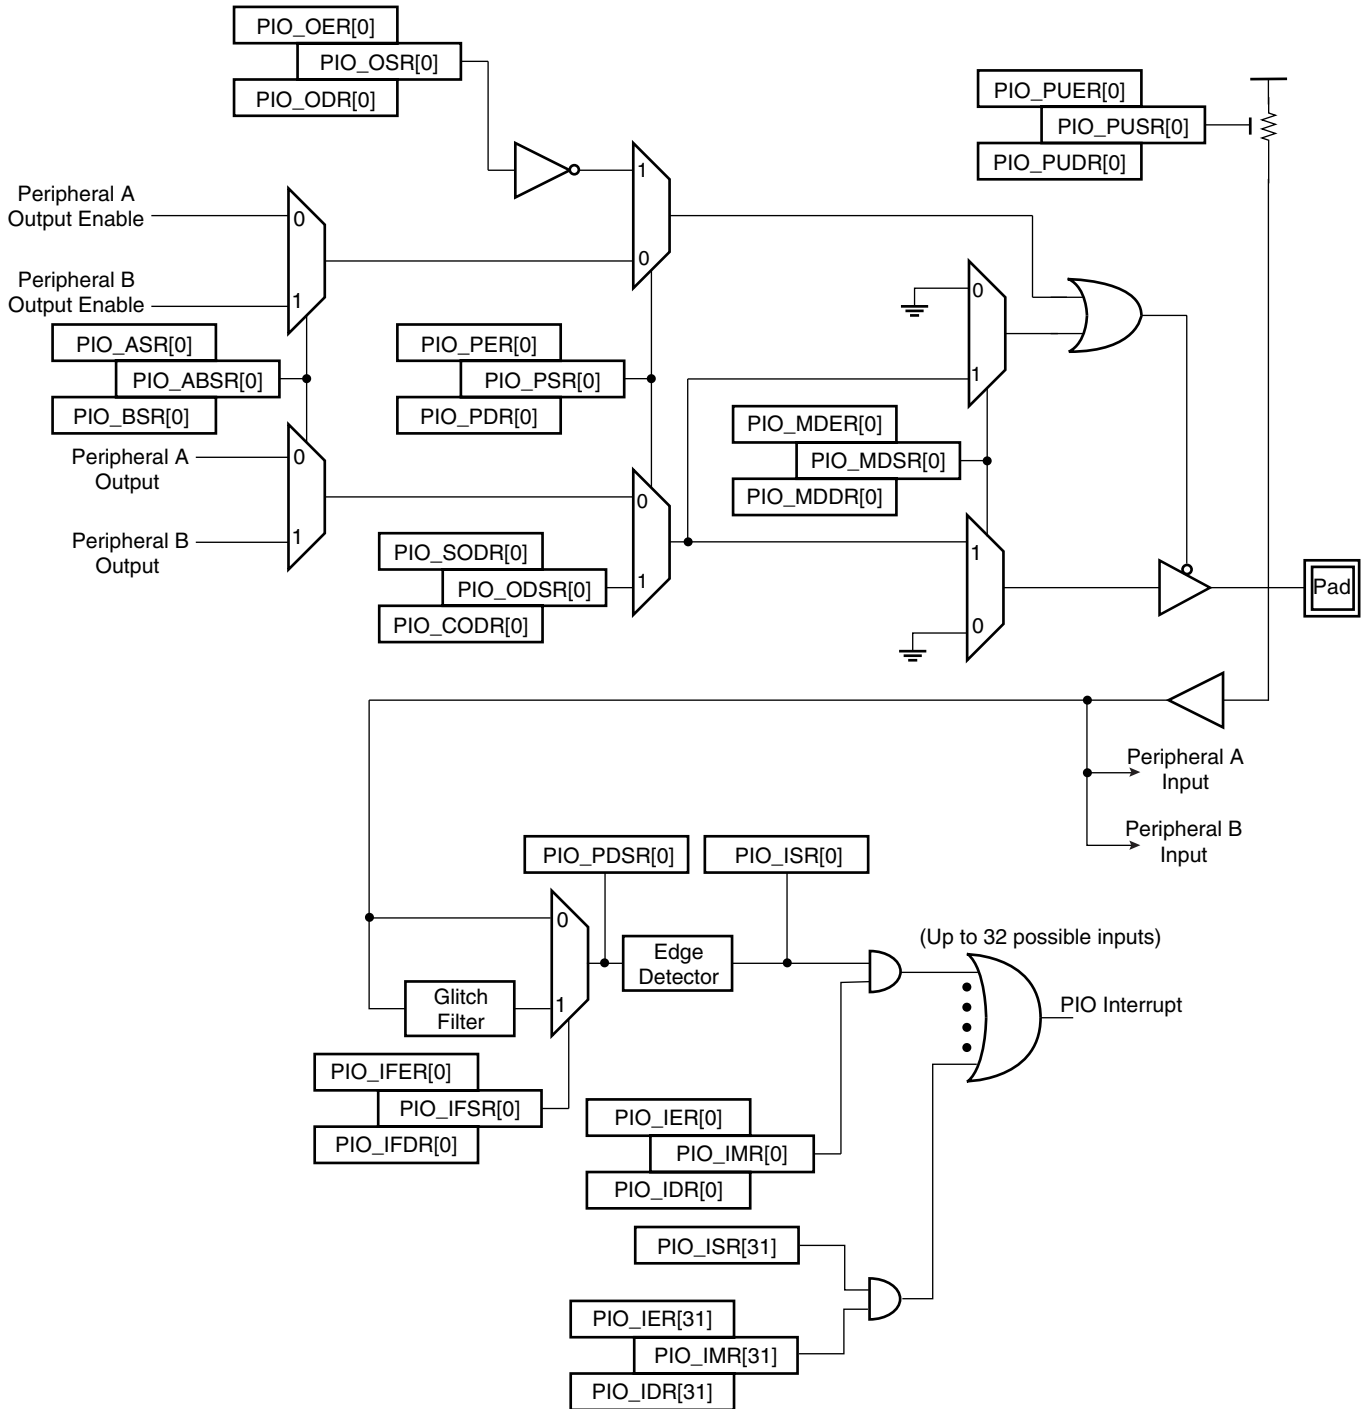 PIO_OER[0]
PIO_OSR[0]
PIO_ODR[0]
PIO_PUER[0]
PIO_PUSR[0]
PIO_PUDR[0]
Peripheral A
Output Enable
0
Peripheral B
Output Enable
1
1
0
0
1
PIO_ASR[0]
PIO_ABSR[0]
PIO_BSR[0]
PIO_PER[0]
PIO_PSR[0]
PIO_PDR[0]
PIO_MDER[0]
PIO_MDSR[0]
PIO_MDDR[0]
Peripheral A
Output
0
Peripheral B
Output
1
0
1
PIO_SODR[0]
PIO_ODSR[0]
PIO_CODR[0]
1
0
Pad
Peripheral A
Input
Peripheral B
Input
PIO_PDSR[0]
PIO_ISR[0]
0
1
Glitch
Filter
Edge
Detector
(Up to 32 possible inputs)
PIO Interrupt
PIO_IFER[0]
PIO_IFSR[0]
PIO_IFDR[0]
PIO_IER[0]
PIO_IMR[0]
PIO_IDR[0]
PIO_ISR[31]
PIO_IER[31]
PIO_IMR[31]
PIO_IDR[31]